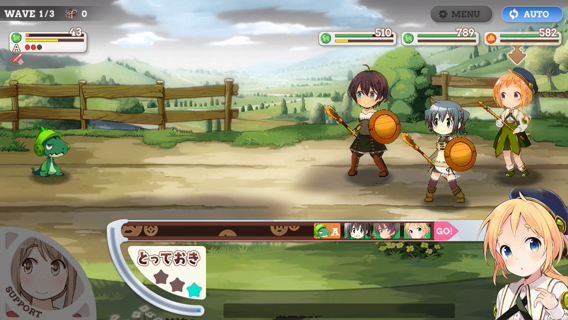 WAVE 1/3
0
MENU
AUTO
43
510
789
582
A
GO!
とっておき
SUPPORT